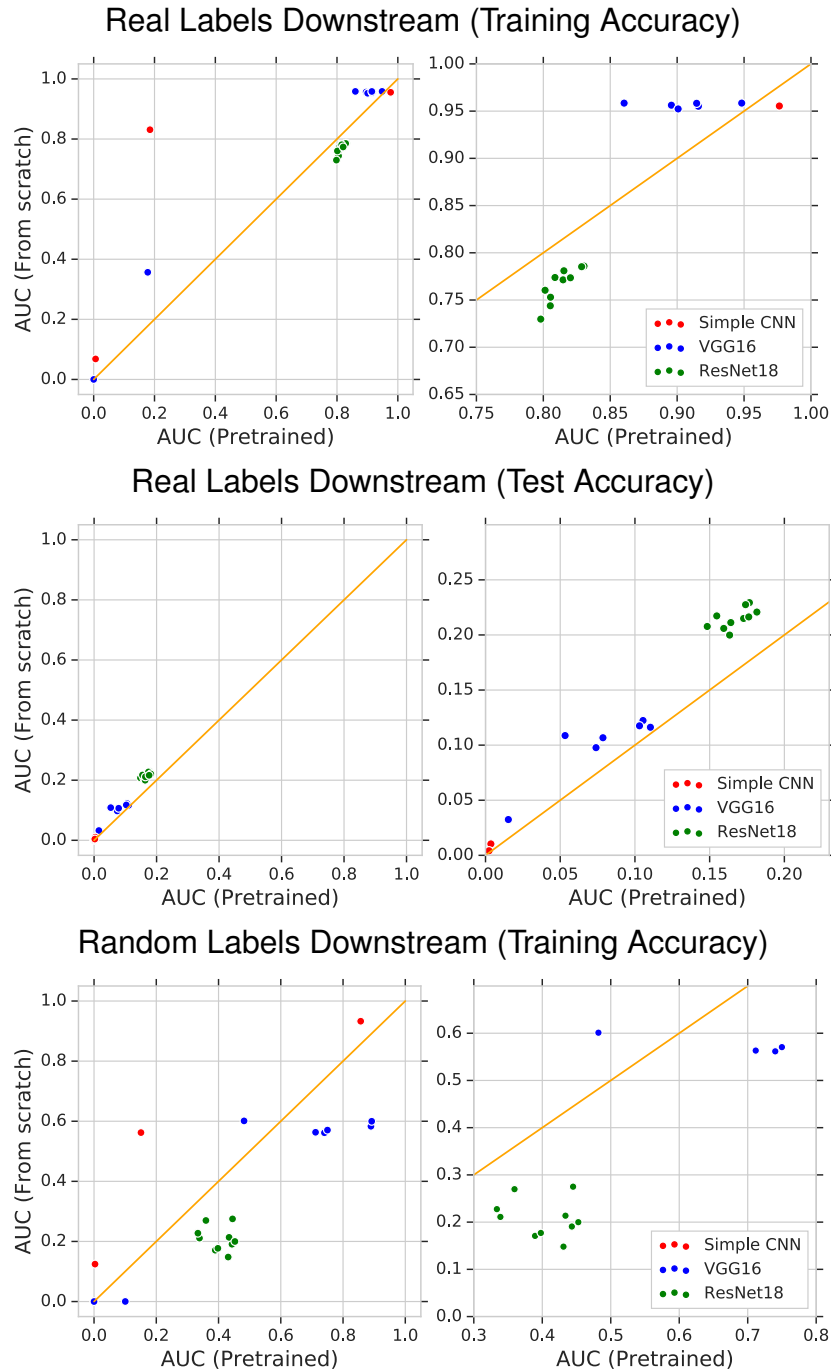 Real Labels Downstream (Training Accuracy)
AUC (From scratch)
1.0
0.8
0.6
0.4
0.2
0.0
0.0 0.2 0.4 0.6 0.8 1.0
AUC (Pretrained)
1.00
0.95
0.90
0.85
0.80
0.75
0.70
0.65
Simple CNN
VGG16
ResNet18
0.75 0.80 0.85 0.90 0.95 1.00
AUC (Pretrained)
Real Labels Downstream (Test Accuracy)
AUC (From scratch)
1.0
0.8
0.6
0.4
0.2
0.0
0.0 0.2 0.4 0.6 0.8 1.0
AUC (Pretrained)
0.25
0.20
0.15
0.10
0.05
0.00
Simple CNN
VGG16
ResNet18
0.00 0.05 0.10 0.15 0.20
AUC (Pretrained)
Random Labels Downstream (Training Accuracy)
AUC (From scratch)
1.0
0.8
0.6
0.4
0.2
0.0
0.0 0.2 0.4 0.6 0.8 1.0
AUC (Pretrained)
0.6
0.5
0.4
0.3
0.2
0.1
0.0
Simple CNN
VGG16
ResNet18
0.3 0.4 0.5 0.6 0.7 0.8
AUC (Pretrained)